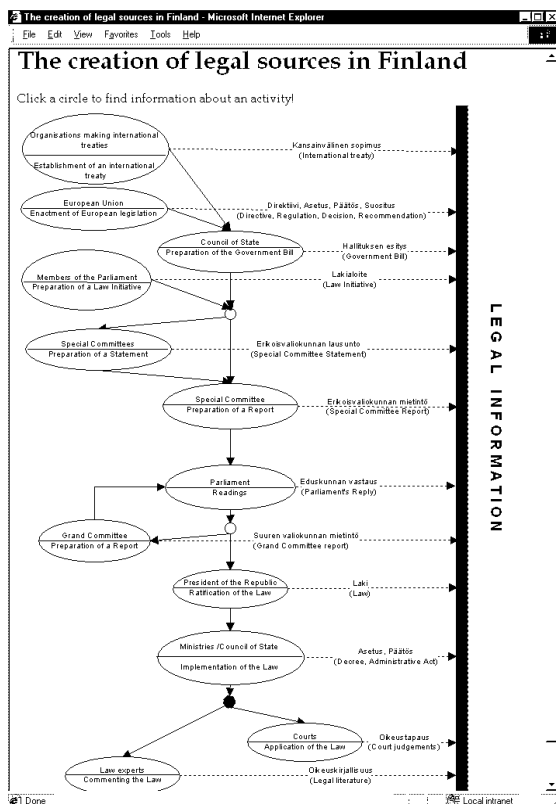 The creation of legal sources in Finland - Microsoft Internet Explorer
File Edit View Favorites Tools Help
The creation of legal sources in Finland
Click a circle to find information about an activity!
Organisations making international
treaties
Establishment of an international
treaty
Kansainvälinen sopimus
(International treaty)
European Union
Enactment of European legislation
Direktiivi, Asetus, Päätös, Suositus
(Directive, Regulation, Decision, Recommendation)
Council of State
Preparation of the Government Bill
Hallituksen esitys
(Government Bill)
Members of the Parliament
Preparation of a Law Initiative
Lakialoite
(Law Initiative)
Special Committees
Preparation of a Statement
Erikoisvaliokunnan lausunto
(Special Committee Statement)
Special Committee
Preparation of a Report
Erikoisvaliokunnan mietintö
(Special Committee Report)
Parliament
Readings
Eduskunnan vastaus
(Parliament's Reply)
Grand Committee
Preparation of a Report
Suuren valiokunnan mietintö
(Grand Committee report)
President of the Republic
Ratification of the Law
Laki
(Law)
Ministries /Council of State
Implementation of the Law
Asetus, Päätös
(Decree, Administrative Act)
Courts
Application of the Law
Oikeustapaus
(Court judgements)
Law experts
Commenting the Law
Oikeuskirjallisuus
(Legal literature)
LEGAL INFORMATION
Done
Local intranet